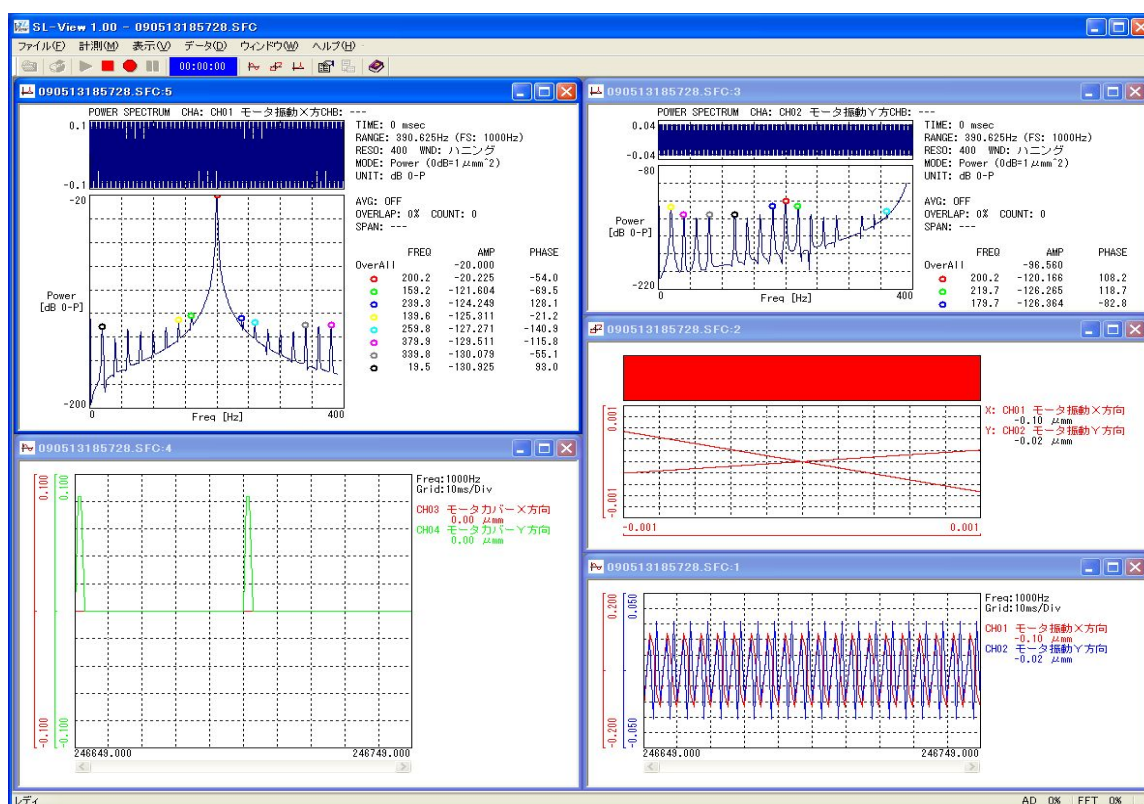 SL-View 1.00 - 090513185728.SFC
ファイル(F) 計測(M) 表示(V) データ(D) ウィンドウ(W) ヘルプ(H)
00:00:00
090513185728.SFC:5
POWER SPECTRUM CHA: CH01 モータ振動X方CHB: ---
0.1
-0.1
TIME: 0 msec
RANGE: 390.625Hz (FS: 1000Hz)
RESO: 400 WND: ハニング
MODE: Power (0dB=1μmm^2)
UNIT: dB 0-P
AVG: OFF
OVERLAP: 0% COUNT: 0
SPAN: ---
-20
Power
[dB 0-P]
-200
0 Freq [Hz] 400
FREQ AMP PHASE
OverAll -20.000
200.2 -20.225 -54.0
159.2 -121.604 -69.5
239.3 -124.249 128.1
139.6 -125.311 -21.2
259.8 -127.271 -140.9
379.9 -129.511 -115.8
339.8 -130.079 -55.1
19.5 -130.925 93.0
090513185728.SFC:3
POWER SPECTRUM CHA: CH02 モータ振動Y方CHB: ---
0.04
-0.04
TIME: 0 msec
RANGE: 390.625Hz (FS: 1000Hz)
RESO: 400 WND: ハニング
MODE: Power (0dB=1μmm^2)
UNIT: dB 0-P
AVG: OFF
OVERLAP: 0% COUNT: 0
SPAN: ---
-80
Power
[dB 0-P]
-220
Freq [Hz] 400
FREQ AMP PHASE
OverAll -98.560
200.2 -120.166 108.2
219.7 -126.265 118.7
179.7 -126.364 -82.8
090513185728.SFC:2
0.001
-0.001
-0.001 0.001
X: CH01 モータ振動X方向
-0.10 μmm
Y: CH02 モータ振動Y方向
-0.02 μmm
090513185728.SFC:4
0.100 0.100
-0.100 -0.100
246649.000 246749.000
Freq:1000Hz
Grid:10ms/Div
CH03 モータカバーX方向
0.00 μmm
CH04 モータカバーY方向
0.00 μmm
090513185728.SFC:1
0.200 0.050
-0.200 -0.050
246649.000 246749.000
Freq:1000Hz
Grid:10ms/Div
CH01 モータ振動X方向
-0.10 μmm
CH02 モータ振動Y方向
-0.02 μmm
レディ
AD 0% FFT 0%